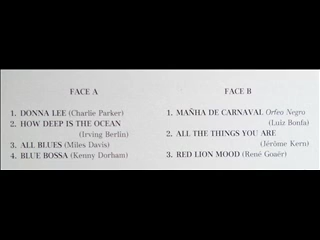 FACE A
1. DONNA LEE (Charlie Parker)
2. HOW DEEP IS THE OCEAN
(Irving Berlin)
3. ALL BLUES (Miles Davis)
4. BLUE BOSSA (Kenny Dorham)
FACE B
1. MAÑHA DE CARNAVAL Orfeo Negro
(Luiz Bonfa)
2. ALL THE THINGS YOU ARE
(Jérôme Kern)
3. RED LION MOOD (René Goaër)